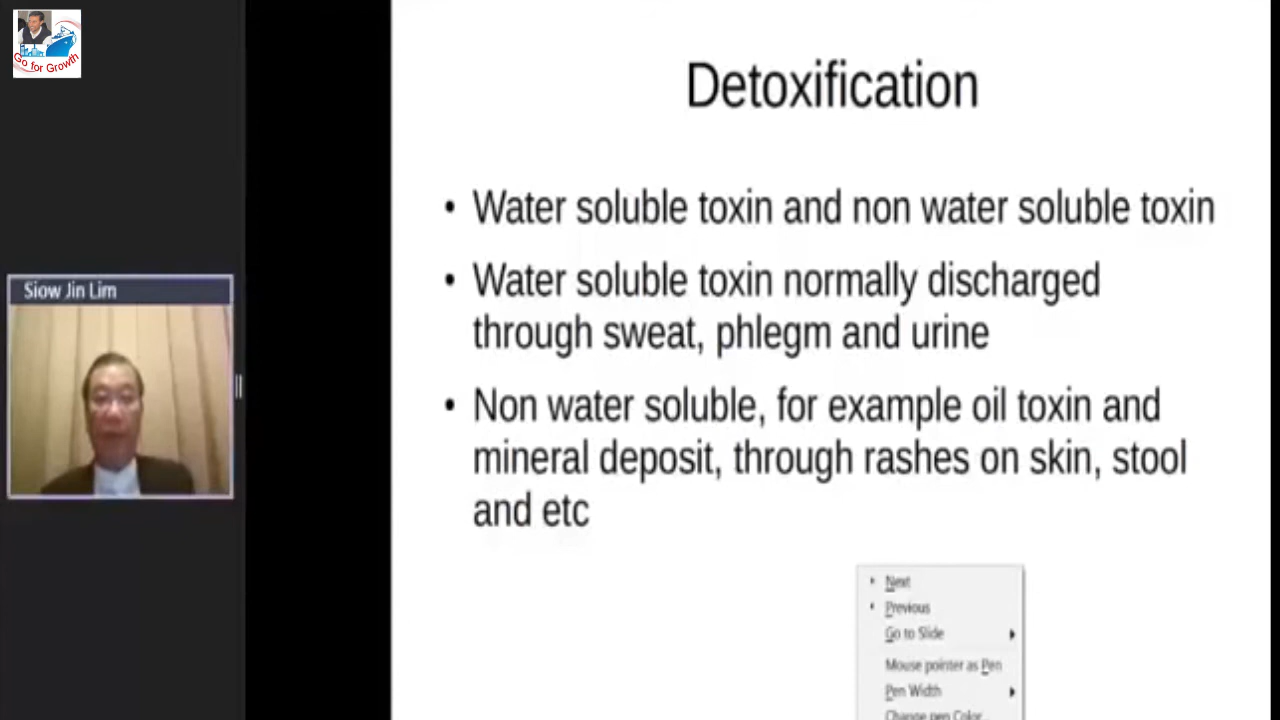 Go for Growth
Siow Jin Lim
Detoxification
• Water soluble toxin and non water soluble toxin
• Water soluble toxin normally discharged
through sweat, phlegm and urine
• Non water soluble, for example oil toxin and
mineral deposit, through rashes on skin, stool
and etc
Next
Previous
Go to Slide
Mouse pointer as Pen
Pen Width
Change pen Color...